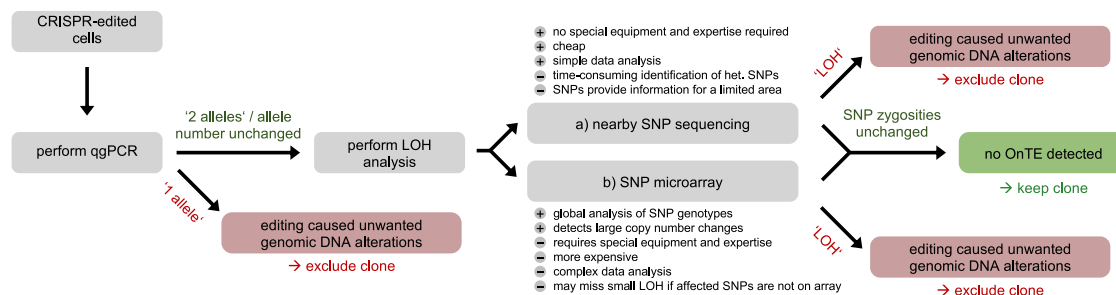 CRISPR-edited
cells
perform qgPCR
‘2 alleles‘ / allele
number unchanged
‘1 allele‘
editing caused unwanted
genomic DNA alterations
→ exclude clone
perform LOH
analysis
+ no special equipment and expertise required
+ cheap
+ simple data analysis
− time-consuming identification of het. SNPs
− SNPs provide information for a limited area
a) nearby SNP sequencing
b) SNP microarray
+ global analysis of SNP genotypes
+ detects large copy number changes
− requires special equipment and expertise
− more expensive
− complex data analysis
− may miss small LOH if affected SNPs are not on array
‘LOH‘
editing caused unwanted
genomic DNA alterations
→ exclude clone
SNP zygosities
unchanged
no OnTE detected
→ keep clone
‘LOH‘
editing caused unwanted
genomic DNA alterations
→ exclude clone